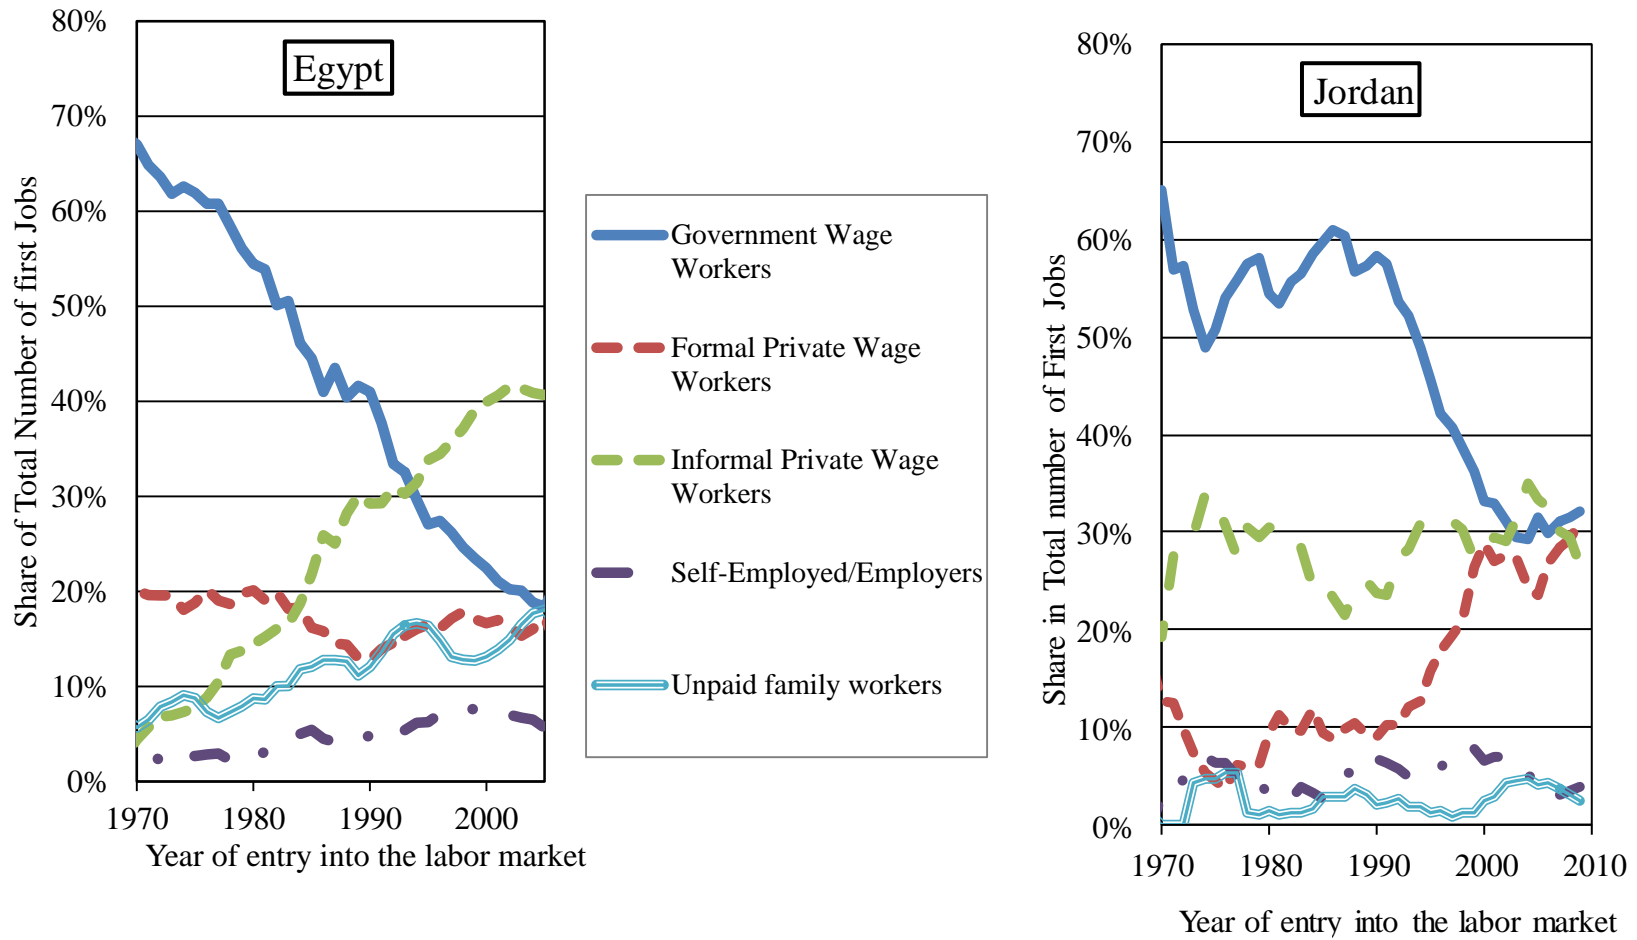 Egypt
Share of Total Number of first Jobs
80%
70%
60%
50%
40%
30%
20%
10%
0%
1970 1980 1990 2000
Year of entry into the labor market
Government Wage
Workers
Formal Private Wage
Workers
Informal Private Wage
Workers
Self-Employed/Employers
Unpaid family workers
Jordan
Share in Total number of First Jobs
80%
70%
60%
50%
40%
30%
20%
10%
0%
1970 1980 1990 2000 2010
Year of entry into the labor market